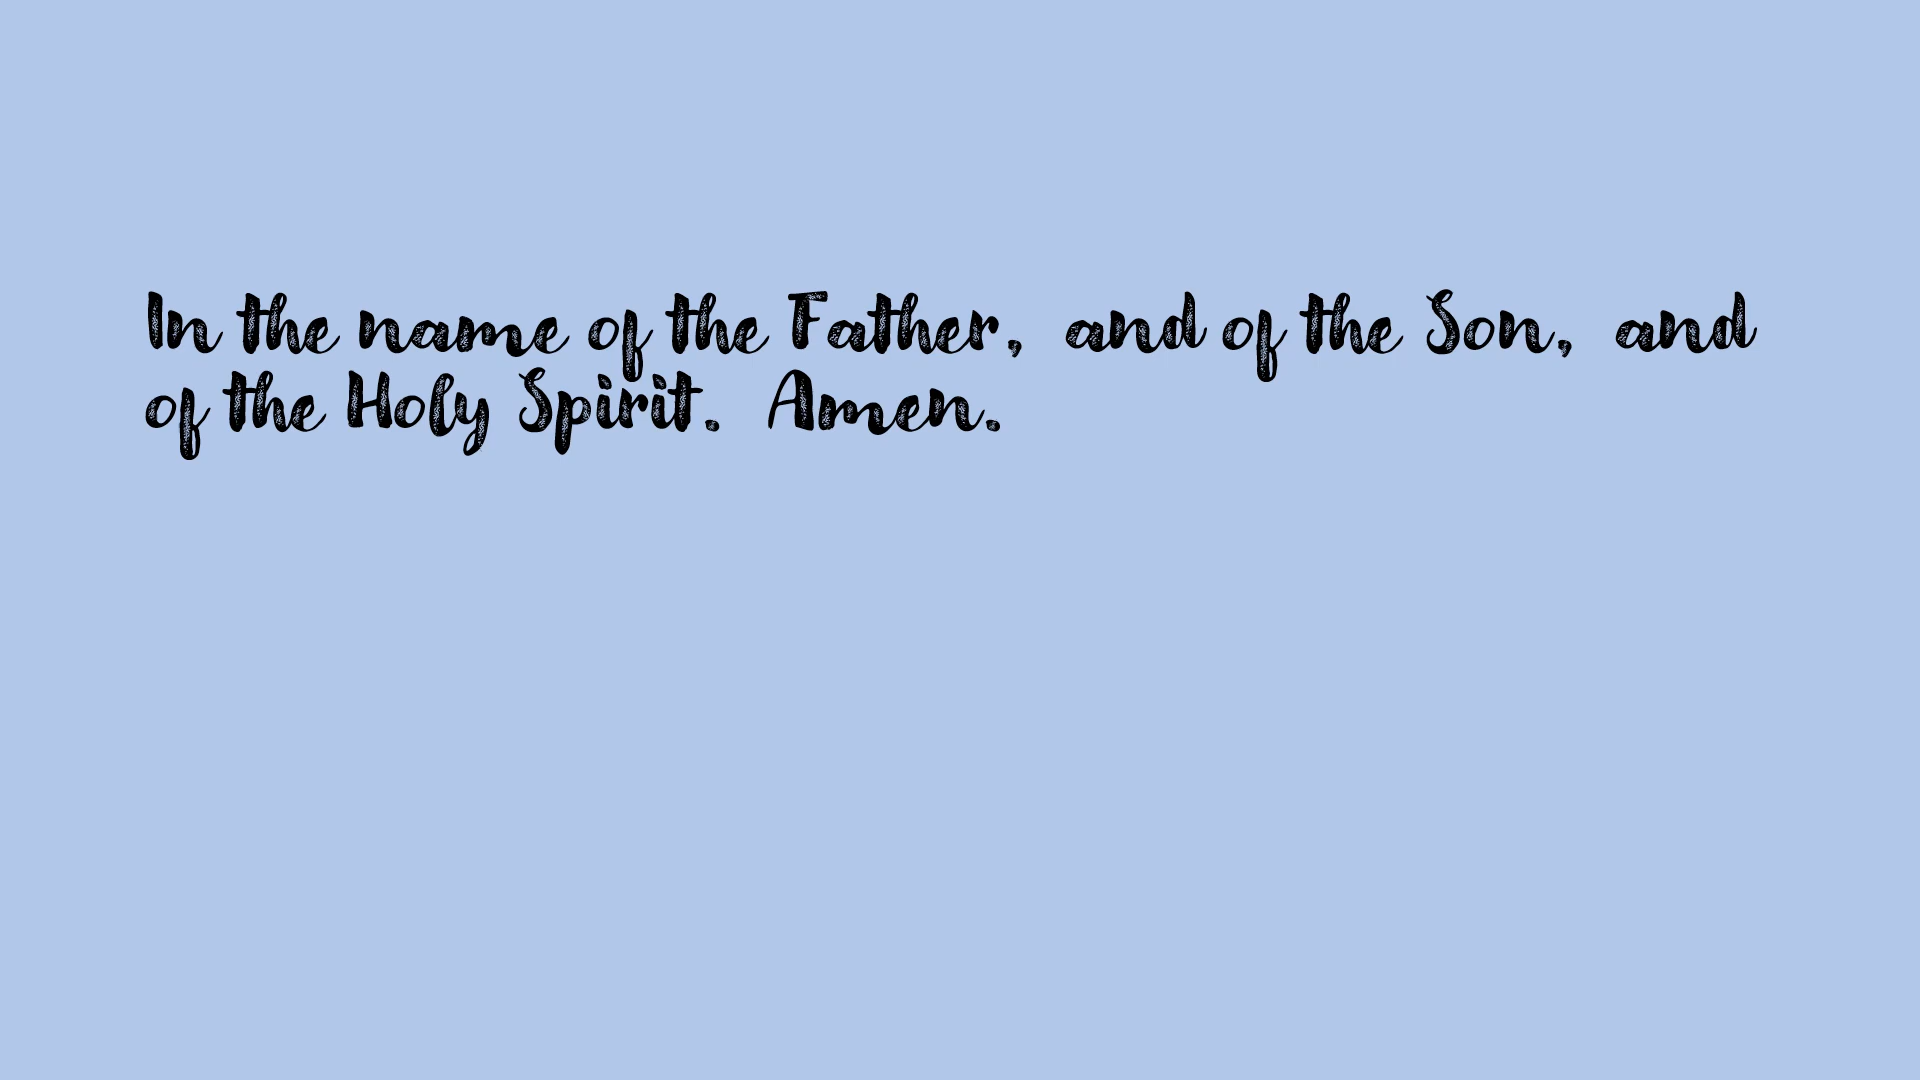 In the name of the Father, and of the Son, and
of the Holy Spirit. Amen.